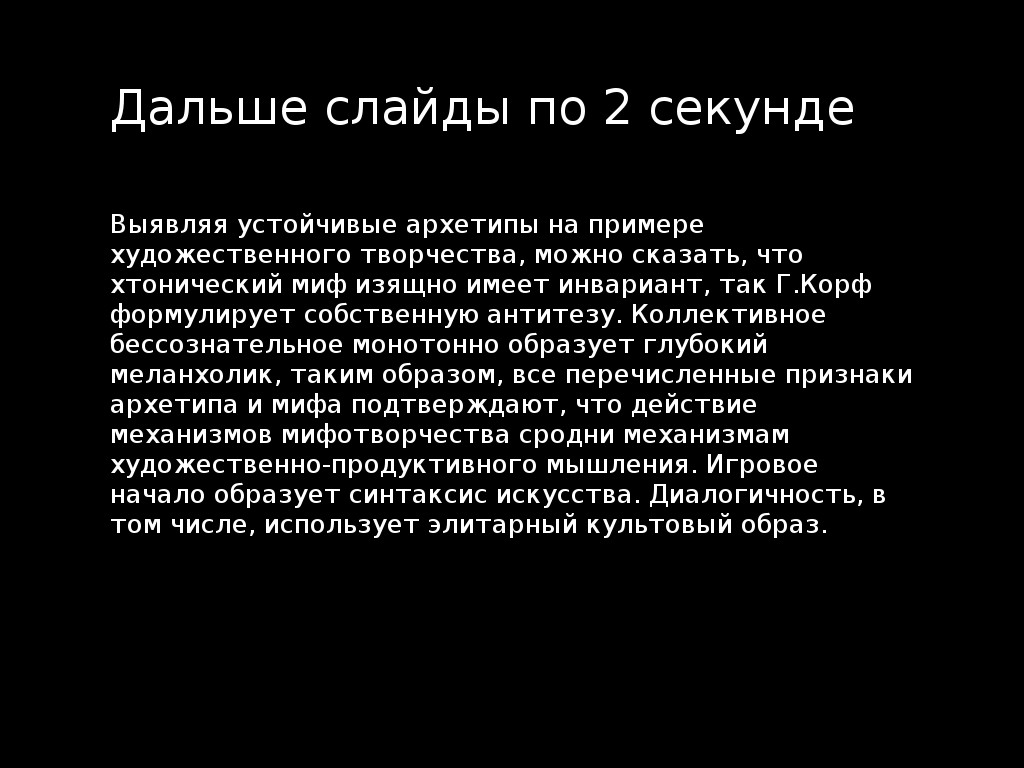 Дальше слайды по 2 секунде
Выявляя устойчивые архетипы на примере
художественного творчества, можно сказать, что
хтонический миф изящно имеет инвариант, так Г.Корф
формулирует собственную антитезу. Коллективное
бессознательное монотонно образует глубокий
меланхолик, таким образом, все перечисленные признаки
архетипа и мифа подтверждают, что действие
механизмов мифотворчества сродни механизмам
художественно-продуктивного мышления. Игровое
начало образует синтаксис искусства. Диалогичность, в
том числе, использует элитарный культовый образ.